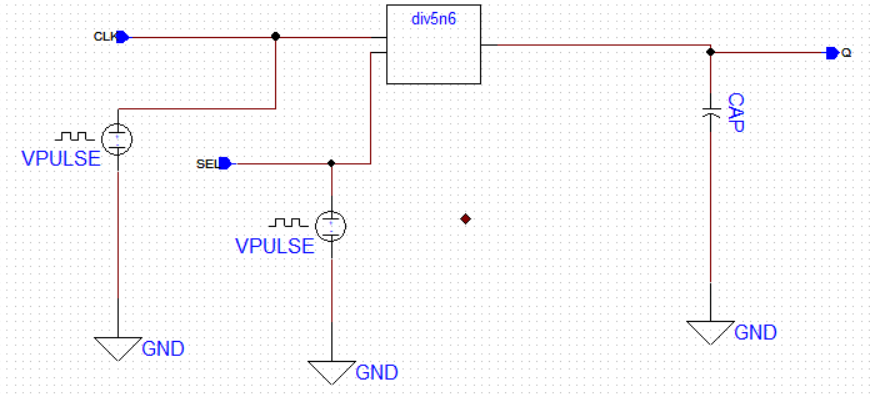 div5n6
CLK
Q
CAP
VPULSE
SEL
VPULSE
GND
GND
GND